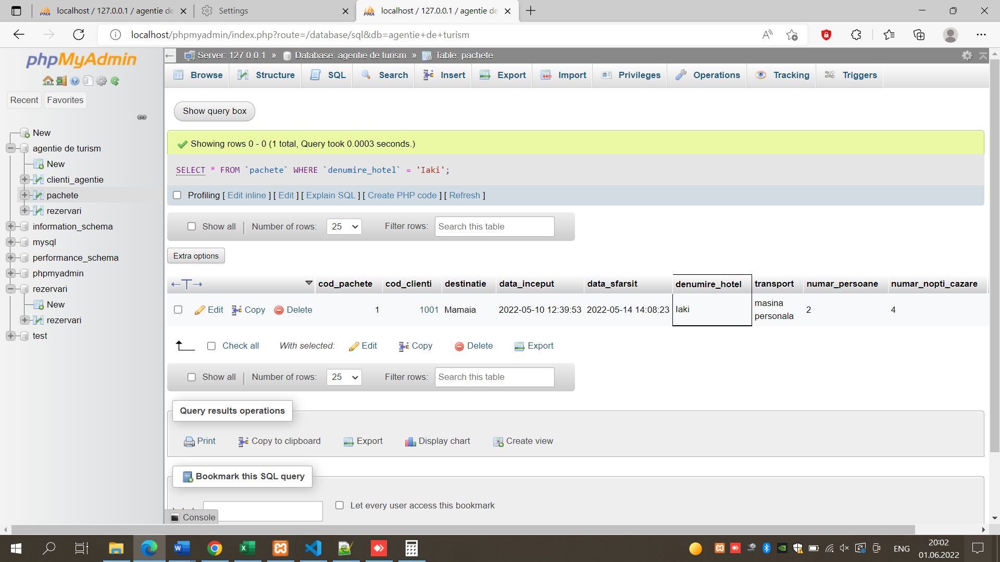 localhost / 127.0.0.1 / agentie de
Settings
localhost / 127.0.0.1 / agentie de
localhost/phpmyadmin/index.php?route=/database/sql&db=agentie+de+turism
phpMyAdmin
Recent Favorites
New
agentie de turism
New
clienti_agentie
pachete
rezervari
information_schema
mysql
performance_schema
phpmyadmin
rezervari
New
rezervari
test
Server: 127.0.0.1 » Database: agentie de turism » Table: pachete
Browse Structure SQL Search Insert Export Import Privileges Operations Tracking Triggers
Show query box
Showing rows 0 - 0 (1 total, Query took 0.0003 seconds.)
SELECT * FROM `pachete` WHERE `denumire_hotel` = 'Iaki';
Profiling [ Edit inline ] [ Edit ] [ Explain SQL ] [ Create PHP code ] [ Refresh ]
Show all Number of rows: 25 Filter rows: Search this table
Extra options
cod_pachete cod_clienti destinatie data_inceput data_sfarsit denumire_hotel transport numar_persoane numar_nopti_cazare
Edit Copy Delete 1 1001 Mamaia 2022-05-10 12:39:53 2022-05-14 14:08:23 Iaki masina personala 2 4
Check all With selected: Edit Copy Delete Export
Show all Number of rows: 25 Filter rows: Search this table
Query results operations
Print Copy to clipboard Export Display chart Create view
Bookmark this SQL query
Let every user access this bookmark
Console
ENG
20:02
01.06.2022